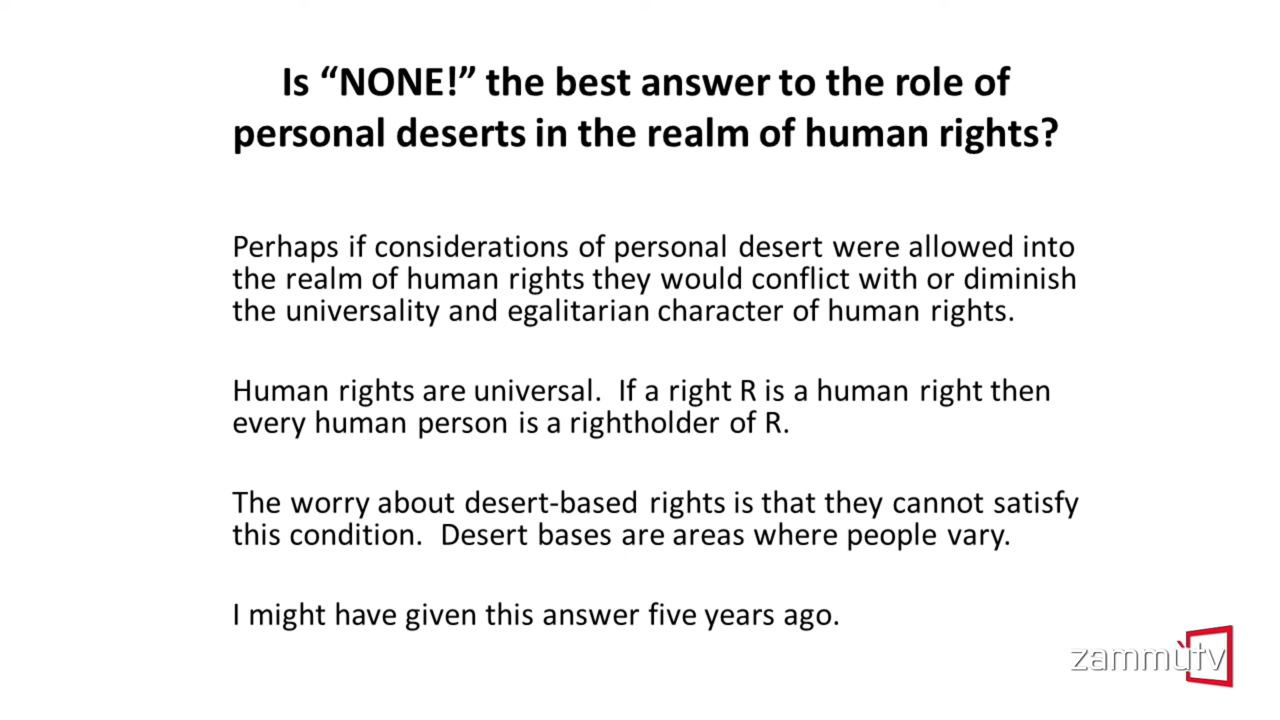 Is “NONE!” the best answer to the role of
personal deserts in the realm of human rights?
Perhaps if considerations of personal desert were allowed into
the realm of human rights they would conflict with or diminish
the universality and egalitarian character of human rights.
Human rights are universal.  If a right R is a human right then
every human person is a rightholder of R.
The worry about desert-based rights is that they cannot satisfy
this condition.  Desert bases are areas where people vary.
I might have given this answer five years ago.
zammùtv